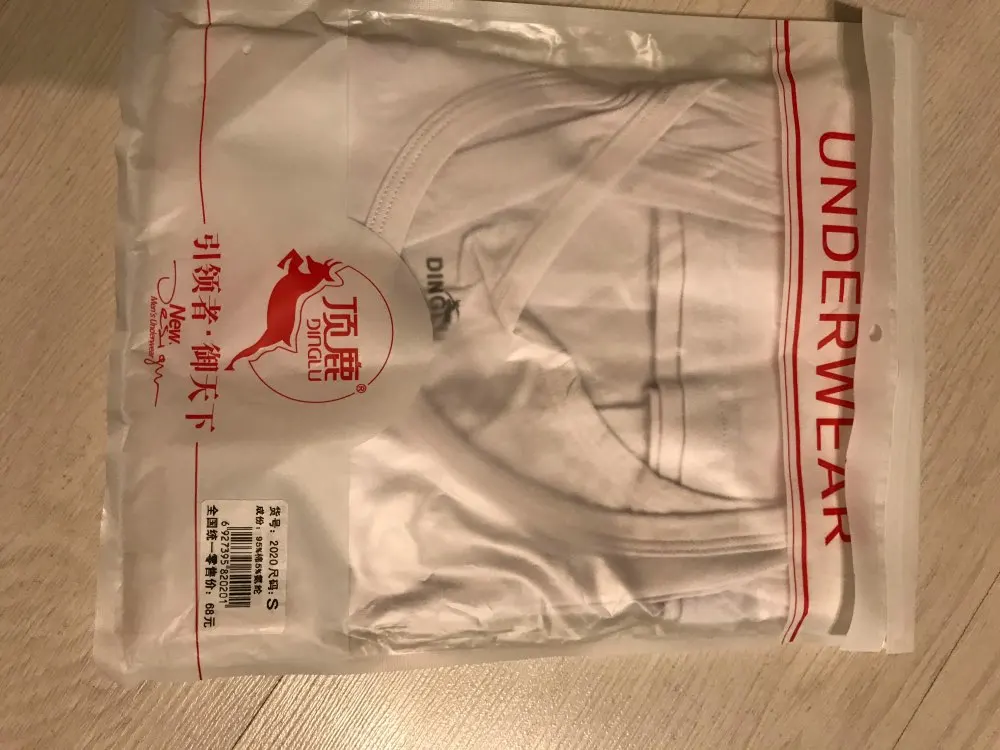 UNDERWEAR
DINGLU
顶鹿
DINGLU
®
引领者·御天下
New.
Design
Men's Underwear
货号：2020 尺码：S
成份：95%棉5%氨纶
6 927395 820201
全国统一零售价：68元